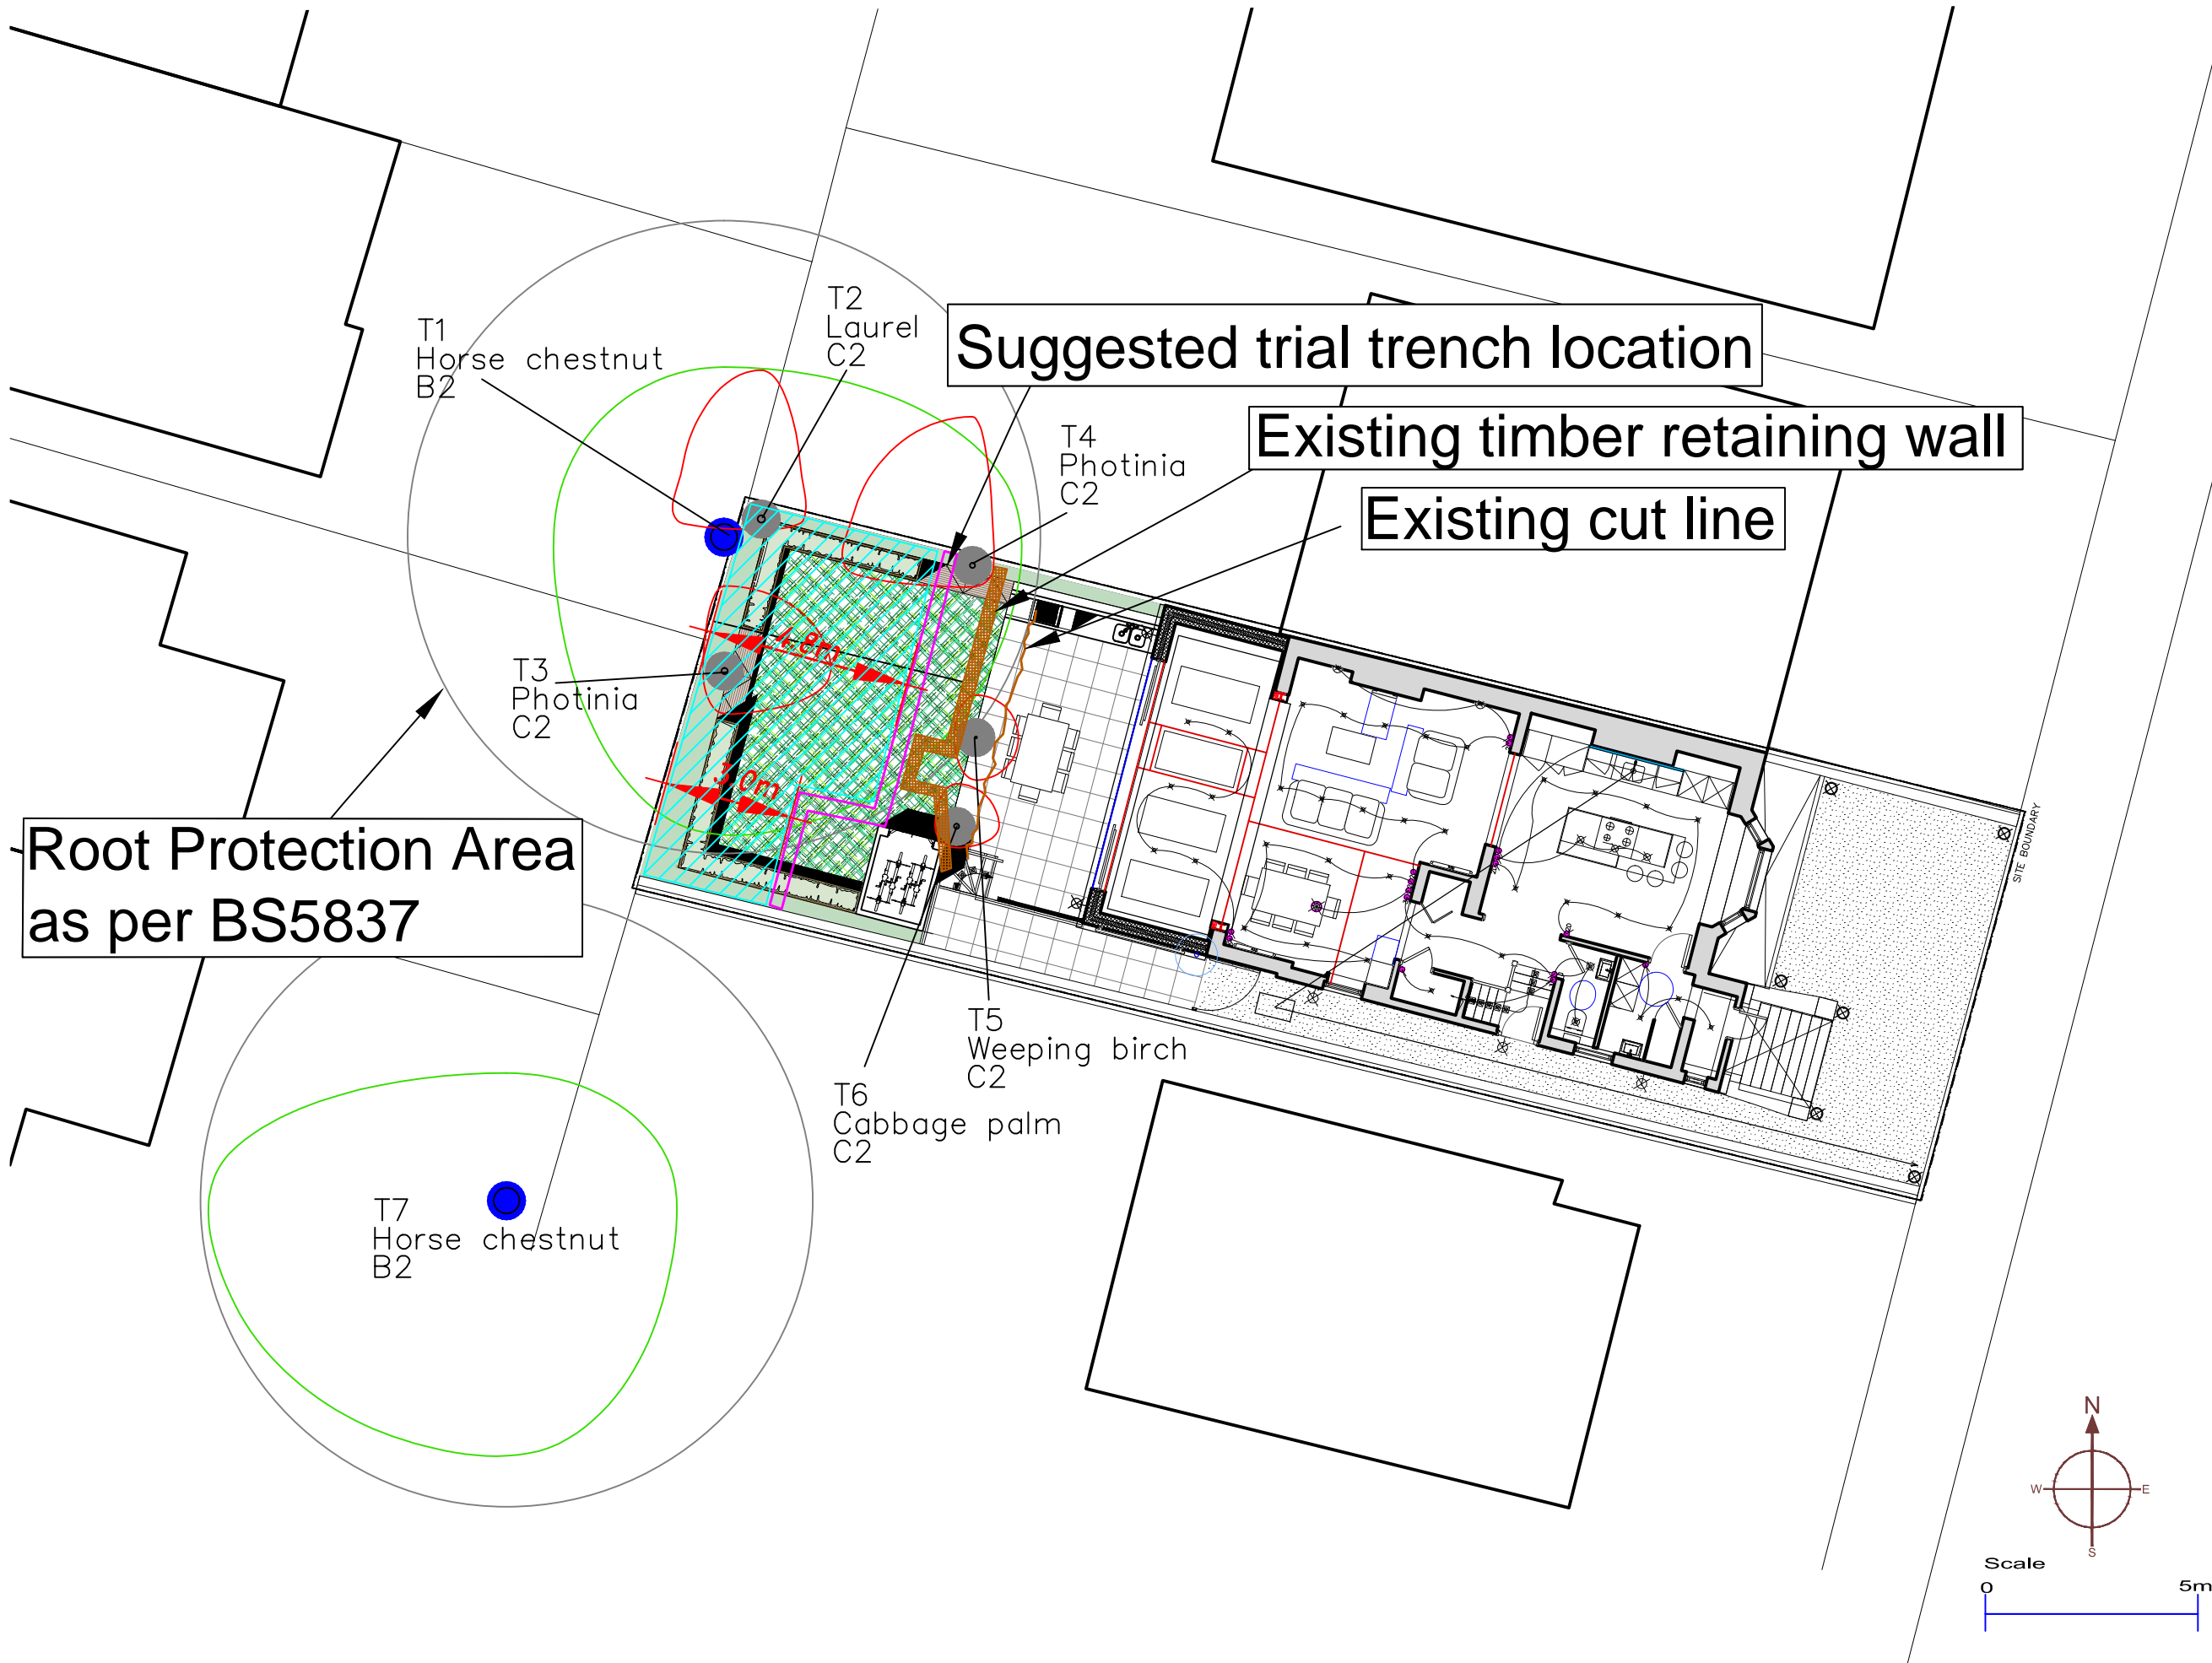 T1
Horse chestnut
B2
T2
Laurel
C2
Suggested trial trench location
Existing timber retaining wall
T4
Photinia
C2
Existing cut line
4.8m
T3
Photinia
C2
3.0m
Root Protection Area
as per BS5837
SITE BOUNDARY
T5
Weeping birch
C2
T6
Cabbage palm
C2
T7
Horse chestnut
B2
N
W
E
S
Scale
0
5m